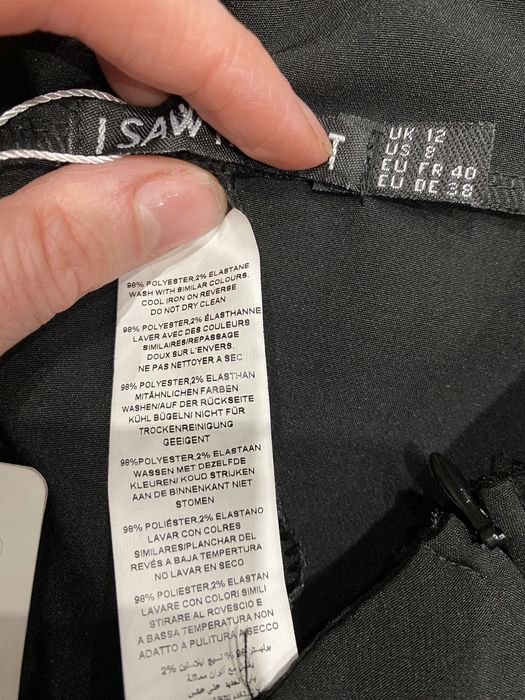 I SAW T
UK 12
US 8
EU FR 40
EU DE 38
98% POLYESTER,2% ELASTANE
WASH WITH SIMILAR COLOURS.
COOL IRON ON REVERSE
DO NOT DRY CLEAN
98% POLYESTER,2% ÉLASTHANNE
LAVER AVEC DES COULEURS
SIMILAIRES/REPASSAGE
DOUX SUR L'ENVERS.
NE PAS NETTOYER A SEC
98% POLYESTER,2% ELASTHAN
MITÄHNLICHEN FARBEN
WASHEN/AUF DER RÜCKSEITE
KÜHL BÜGELN/ NICHT FÜR
TROCKENREINIGUNG
GEEIGENT
98%POLYESTER,2% ELASTAAN
WASSEN MET DEZELFDE
KLEUREN/ KOUD STRIJKEN
AAN DE BINNENKANT NIET
STOMEN
98% POLIÉSTER,2% ELASTANO
LAVAR CON COLRES
SIMILARES/PLANCHAR DEL
REVÉS A BAJA TEMPERTURA
NO LAVAR EN SECO
98% POLIESTER,2% ELASTAN
LAVARE CON COLORI SIMILI
STIRARE AL ROVESCIO E
A BASSA TEMPERATURA NON
ADATTO A PULITURA A SECCO